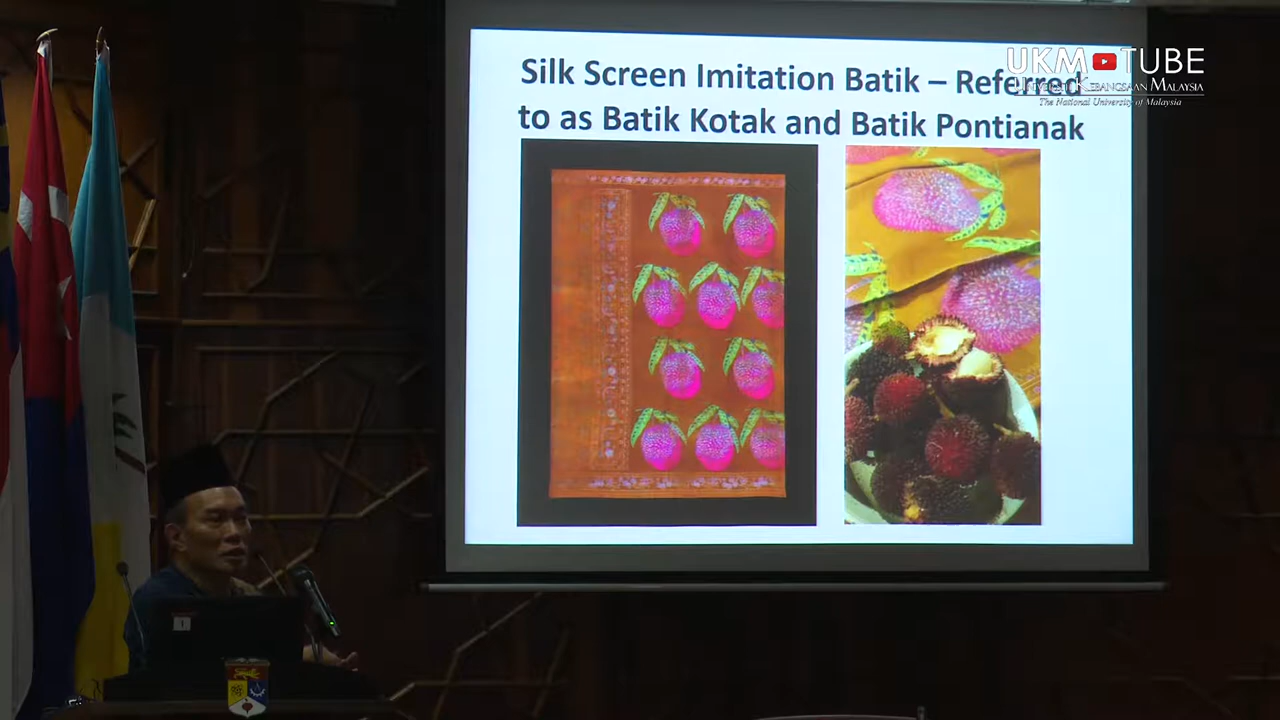 Silk Screen Imitation Batik – Referred
to as Batik Kotak and Batik Pontianak
UKM TUBE
UNIVERSITI KEBANGSAAN MALAYSIA
The National University of Malaysia
1